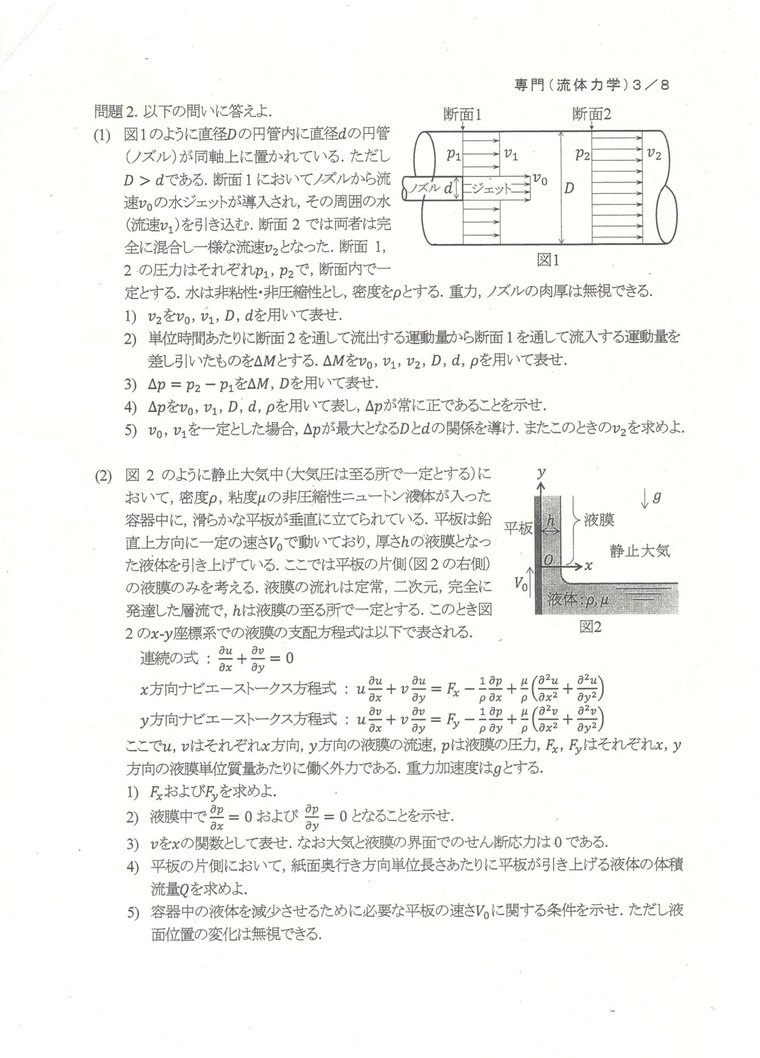 専門(流体力学)3/8
問題2. 以下の問いに答えよ.
(1) 図1のように直径Dの円管内に直径dの円管
(ノズル)が同軸上に置かれている. ただし
D > dである. 断面1においてノズルから流
速v₀の水ジェットが導入され, その周囲の水
(流速v₁)を引き込む. 断面2では両者は完
全に混合し一様な流速v₂となった. 断面1,
2の圧力はそれぞれp₁, p₂で, 断面内で一
定とする. 水は非粘性・非圧縮性とし, 密度をρとする. 重力, ノズルの肉厚は無視できる.
断面1 断面2
p₁ v₁ p₂ v₂
ノズル d ジェット v₀ D
図1
1) v₂をv₀, v₁, D, dを用いて表せ.
2) 単位時間あたりに断面2を通して流出する運動量から断面1を通して流入する運動量を
差し引いたものをΔMとする. ΔMをv₀, v₁, v₂, D, d, ρを用いて表せ.
3) Δp = p₂ − p₁をΔM, Dを用いて表せ.
4) Δpをv₀, v₁, D, d, ρを用いて表し, Δpが常に正であることを示せ.
5) v₀, v₁を一定とした場合, Δpが最大となるDとdの関係を導け. またこのときのv₂を求めよ.
(2) 図2のように静止大気中(大気圧は至る所で一定とする)に
おいて, 密度ρ, 粘度μの非圧縮性ニュートン液体が入った
容器中に, 滑らかな平板が垂直に立てられている. 平板は鉛
直上方向に一定の速さV₀で動いており, 厚さhの液膜となっ
た液体を引き上げている. ここでは平板の片側(図2の右側)
の液膜のみを考える. 液膜の流れは定常, 二次元, 完全に
発達した層流で, hは液膜の至る所で一定とする. このとき図
2のx-y座標系での液膜の支配方程式は以下で表される.
y
g
平板 h 液膜
静止大気
O x
V₀
液体: ρ, μ
図2
連続の式 : ∂u/∂x + ∂v/∂y = 0
x方向ナビエーストークス方程式 : u ∂u/∂x + v ∂u/∂y = Fₓ − 1/ρ ∂p/∂x + μ/ρ (∂²u/∂x² + ∂²u/∂y²)
y方向ナビエーストークス方程式 : u ∂v/∂x + v ∂v/∂y = F_y − 1/ρ ∂p/∂y + μ/ρ (∂²v/∂x² + ∂²v/∂y²)
ここでu, vはそれぞれx方向, y方向の液膜の流速, pは液膜の圧力, Fₓ, F_yはそれぞれx, y
方向の液膜単位質量あたりに働く外力である. 重力加速度はgとする.
1) FₓおよびF_yを求めよ.
2) 液膜中で ∂p/∂x = 0 および ∂p/∂y = 0 となることを示せ.
3) vをxの関数として表せ. なお大気と液膜の界面でのせん断応力は0である.
4) 平板の片側において, 紙面奥行き方向単位長さあたりに平板が引き上げる液体の体積
流量Qを求めよ.
5) 容器中の液体を減少させるために必要な平板の速さV₀に関する条件を示せ. ただし液
面位置の変化は無視できる.